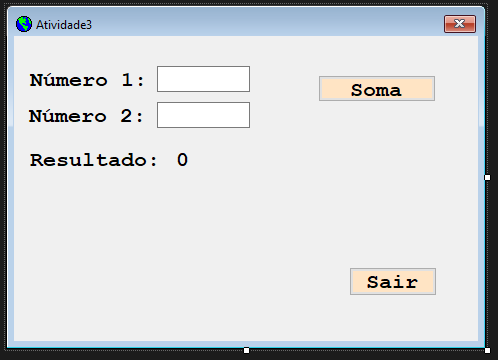 Atividade3
Número 1:
Soma
Número 2:
Resultado: 0
Sair